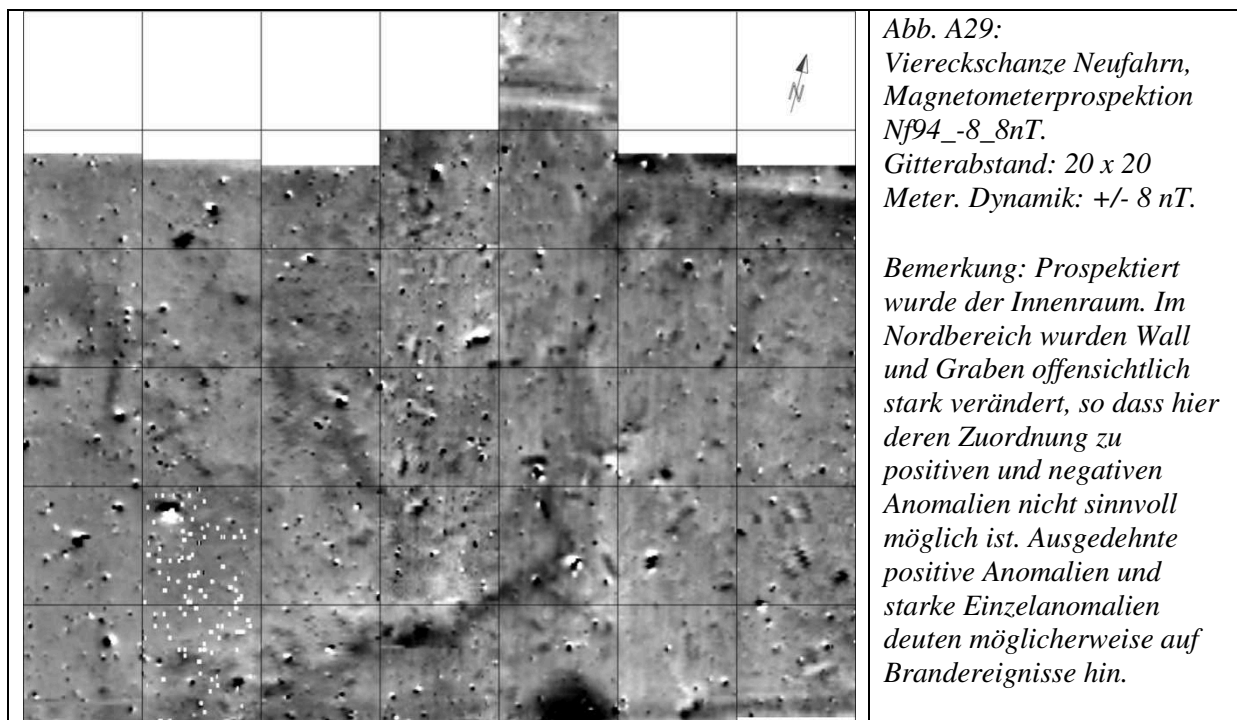 N
Abb. A29:
Viereckschanze Neufahrn,
Magnetometerprospektion
Nf94_-8_8nT.
Gitterabstand: 20 x 20
Meter. Dynamik: +/- 8 nT.
Bemerkung: Prospektiert
wurde der Innenraum. Im
Nordbereich wurden Wall
und Graben offensichtlich
stark verändert, so dass hier
deren Zuordnung zu
positiven und negativen
Anomalien nicht sinnvoll
möglich ist. Ausgedehnte
positive Anomalien und
starke Einzelanomalien
deuten möglicherweise auf
Brandereignisse hin.